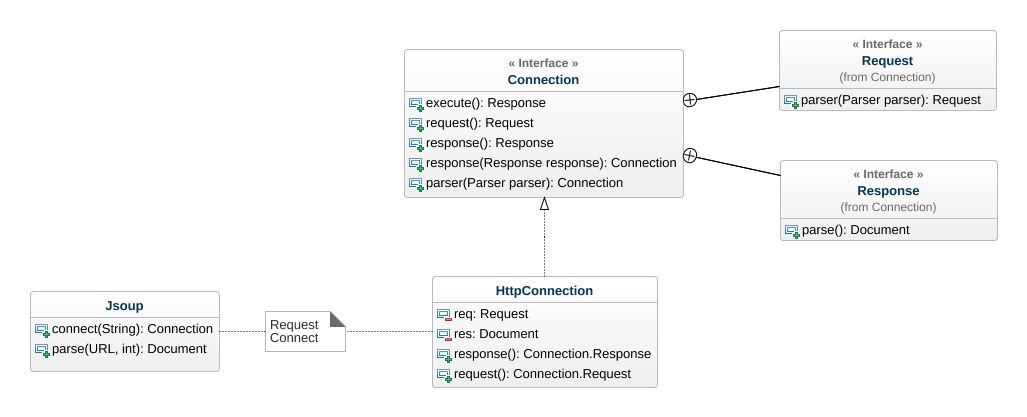 « Interface »
Connection
execute(): Response
request(): Request
response(): Response
response(Response response): Connection
parser(Parser parser): Connection
« Interface »
Request
(from Connection)
parser(Parser parser): Request
« Interface »
Response
(from Connection)
parse(): Document
Jsoup
connect(String): Connection
parse(URL, int): Document
Request
Connect
HttpConnection
req: Request
res: Document
response(): Connection.Response
request(): Connection.Request